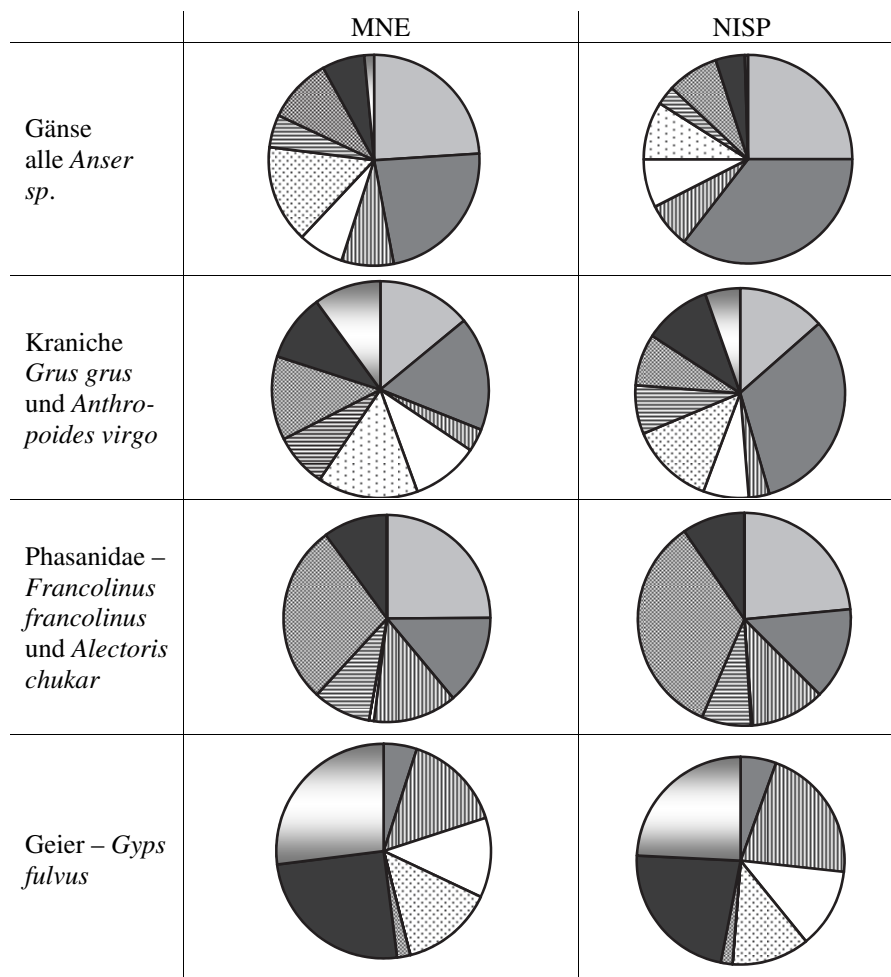 MNE
NISP
Gänse
alle Anser
sp.
Kraniche
Grus grus
und Anthro-
poides virgo
Phasanidae –
Francolinus
francolinus
und Alectoris
chukar
Geier – Gyps
fulvus